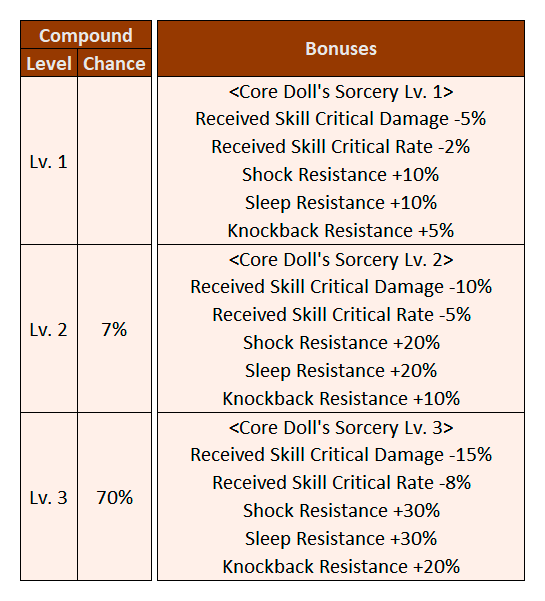 Compound
Bonuses
Level Chance
Lv. 1
<Core Doll's Sorcery Lv. 1>
Received Skill Critical Damage -5%
Received Skill Critical Rate -2%
Shock Resistance +10%
Sleep Resistance +10%
Knockback Resistance +5%
Lv. 2 7%
<Core Doll's Sorcery Lv. 2>
Received Skill Critical Damage -10%
Received Skill Critical Rate -5%
Shock Resistance +20%
Sleep Resistance +20%
Knockback Resistance +10%
Lv. 3 70%
<Core Doll's Sorcery Lv. 3>
Received Skill Critical Damage -15%
Received Skill Critical Rate -8%
Shock Resistance +30%
Sleep Resistance +30%
Knockback Resistance +20%